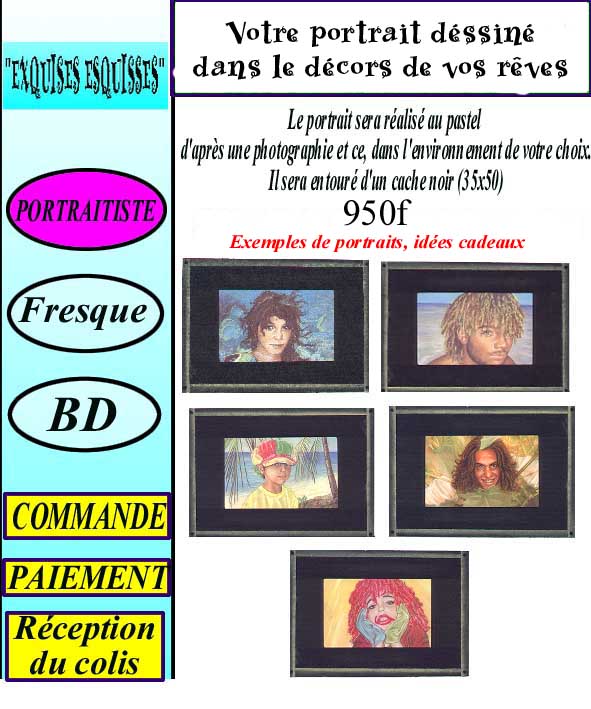 "EXQUISES ESQUISSES"
PORTRAITISTE
Fresque
BD
COMMANDE
PAIEMENT
Réception
du colis
Votre portrait déssiné
dans le décors de vos rêves
Le portrait sera réalisé au pastel
d'après une photographie et ce, dans l'environnement de votre choix.
Il sera entouré d'un cache noir (35x50)
950f
Exemples de portraits, idées cadeaux